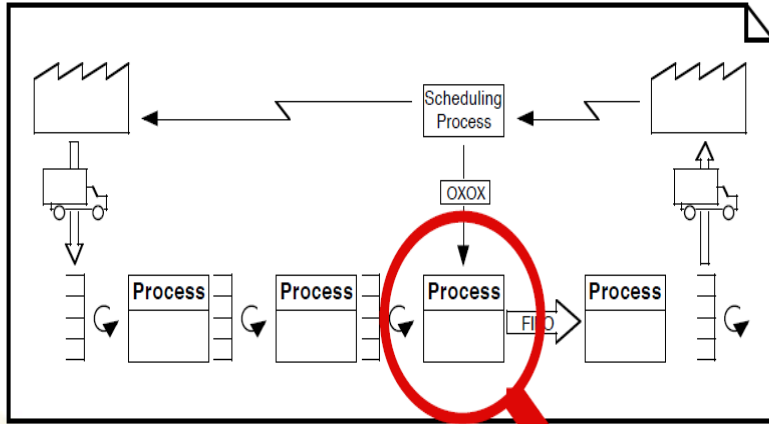 Scheduling
Process
OXOX
Process
Process
Process
Process
FIFO